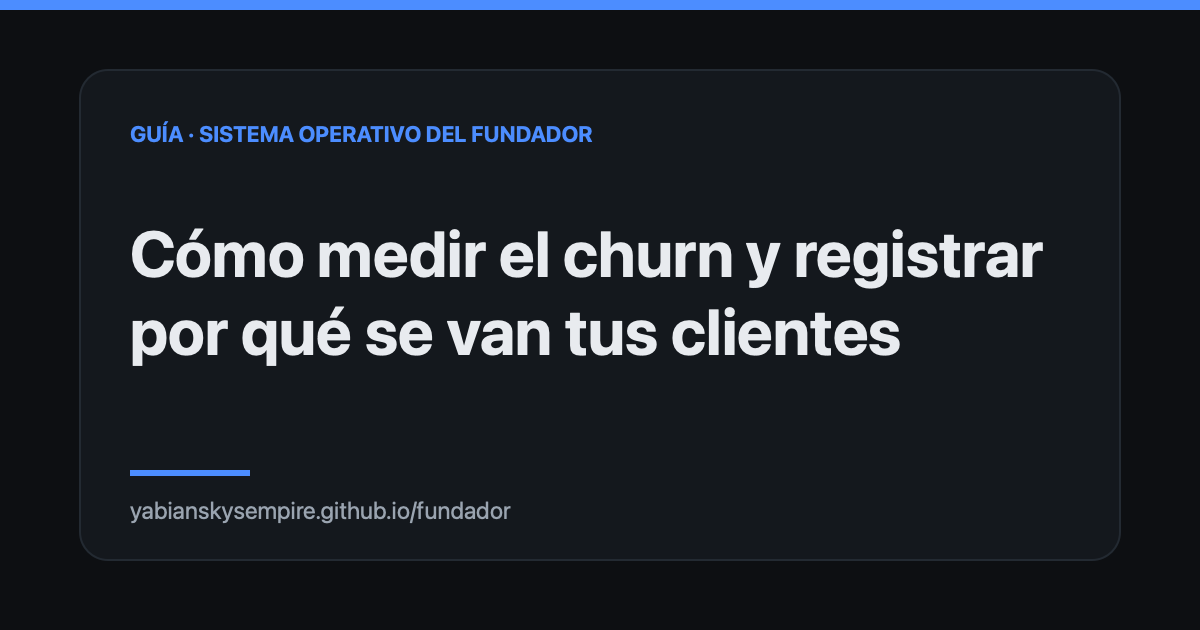 GUÍA · SISTEMA OPERATIVO DEL FUNDADOR
Cómo medir el churn y registrar
por qué se van tus clientes
yabianskysempire.github.io/fundador